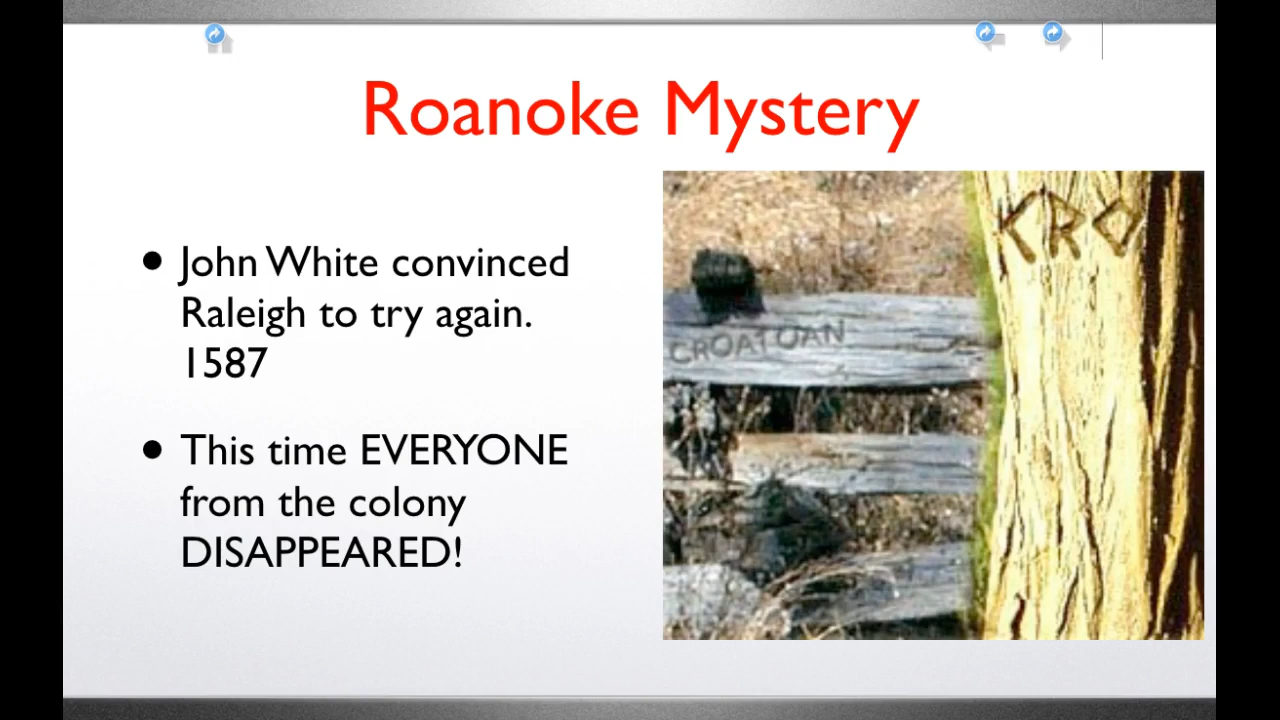 Roanoke Mystery
• John White convinced
Raleigh to try again.
1587
• This time EVERYONE
from the colony
DISAPPEARED!
CROATOAN
CRO